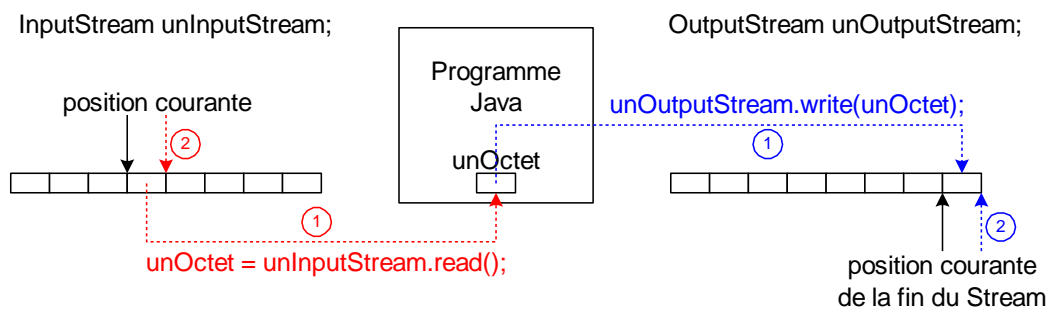 InputStream unInputStream;
OutputStream unOutputStream;
Programme
Java
position courante
unOutputStream.write(unOctet);
2
1
unOctet
1
2
unOctet = unInputStream.read();
position courante
de la fin du Stream